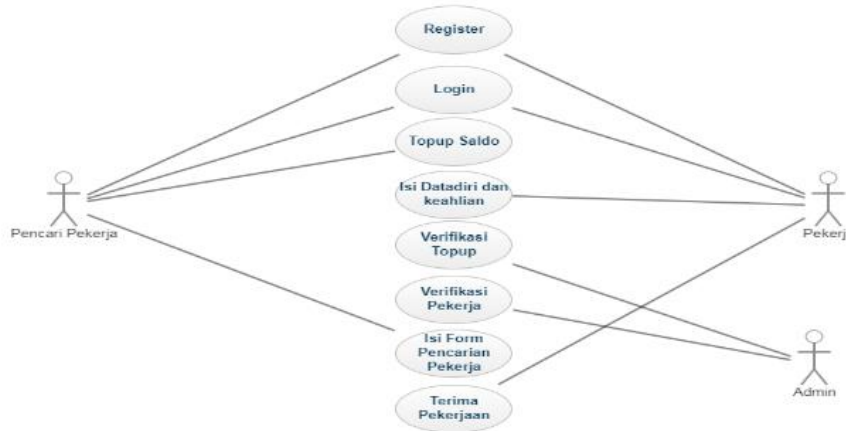 Register
Login
Topup Saldo
Isi Datadiri dan
keahlian
Pencari Pekerja
Pekerj
Verifikasi
Topup
Verifikasi
Pekerja
Isi Form
Pencarian
Pekerja
Admin
Terima
Pekerjaan